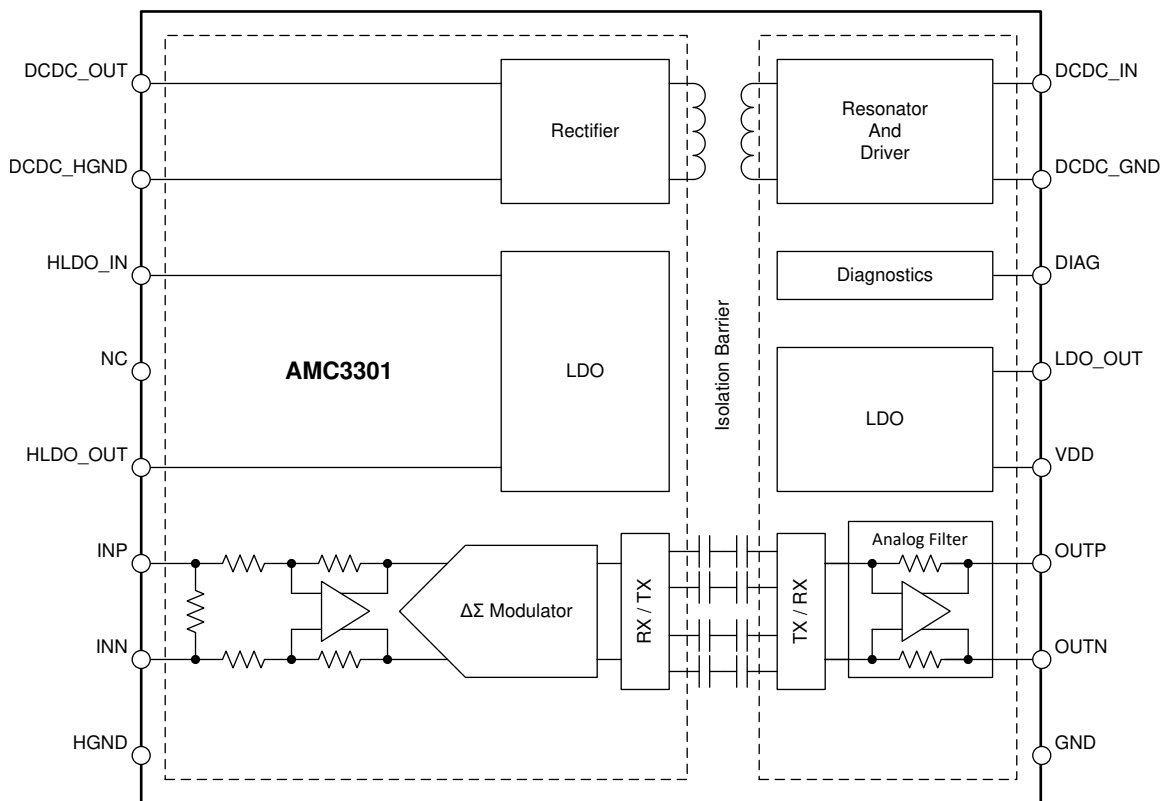 DCDC_OUT
DCDC_HGND
HLDO_IN
NC
HLDO_OUT
INP
INN
HGND
Rectifier
AMC3301
LDO
ΔΣ Modulator
RX / TX
Isolation Barrier
Resonator
And
Driver
Diagnostics
LDO
TX / RX
Analog Filter
DCDC_IN
DCDC_GND
DIAG
LDO_OUT
VDD
OUTP
OUTN
GND